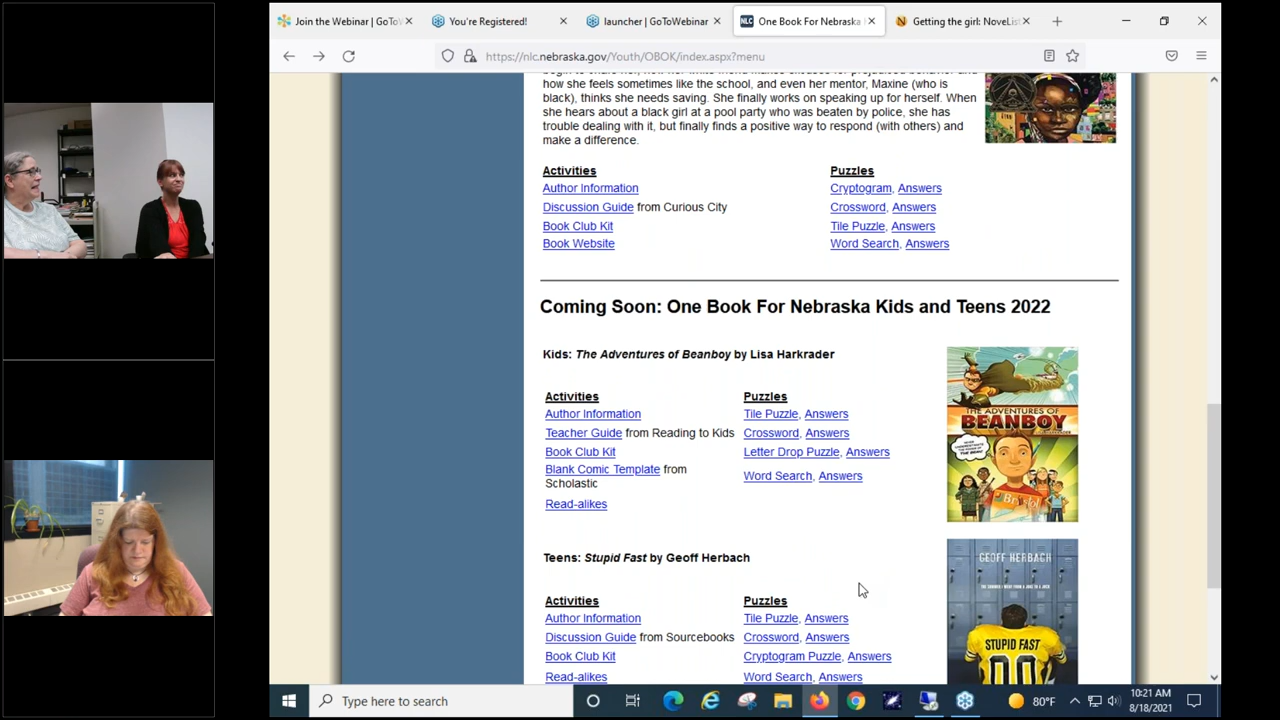 Join the Webinar | GoToW
You're Registered!
launcher | GoToWebinar
NLC
One Book For Nebraska
Getting the girl: NoveList
https://nlc.nebraska.gov/Youth/OBOK/index.aspx?menu
how she feels sometimes like the school, and even her mentor, Maxine (who is
black), thinks she needs saving. She finally works on speaking up for herself. When
she hears about a black girl at a pool party who was beaten by police, she has
trouble dealing with it, but finally finds a positive way to respond (with others) and
make a difference.
Activities
Author Information
Discussion Guide from Curious City
Book Club Kit
Book Website
Puzzles
Cryptogram, Answers
Crossword, Answers
Tile Puzzle, Answers
Word Search, Answers
Coming Soon: One Book For Nebraska Kids and Teens 2022
Kids: The Adventures of Beanboy by Lisa Harkrader
Activities
Author Information
Teacher Guide from Reading to Kids
Book Club Kit
Blank Comic Template from
Scholastic
Read-alikes
Puzzles
Tile Puzzle, Answers
Crossword, Answers
Letter Drop Puzzle, Answers
Word Search, Answers
THE ADVENTURES OF
BEANBOY
Teens: Stupid Fast by Geoff Herbach
Activities
Author Information
Discussion Guide from Sourcebooks
Book Club Kit
Read-alikes
Puzzles
Tile Puzzle, Answers
Crossword, Answers
Cryptogram Puzzle, Answers
Word Search, Answers
GEOFF HERBACH
STUPID FAST
00
Type here to search
80°F
10:21 AM
8/18/2021